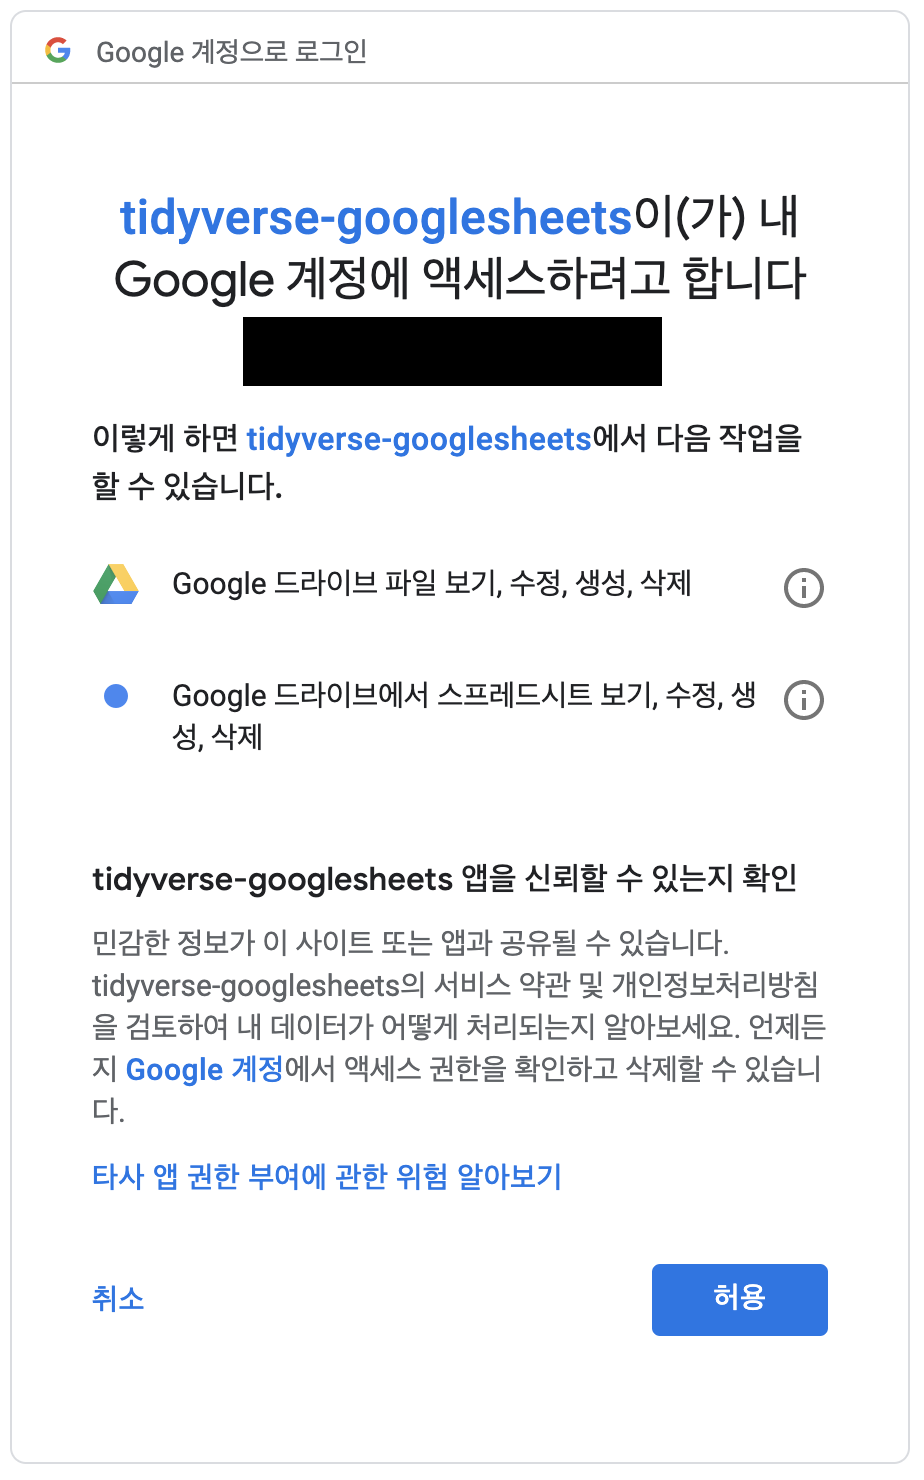 Google 계정으로 로그인
tidyverse-googlesheets이(가) 내
Google 계정에 액세스하려고 합니다
이렇게 하면 tidyverse-googlesheets에서 다음 작업을
할 수 있습니다.
Google 드라이브 파일 보기, 수정, 생성, 삭제
Google 드라이브에서 스프레드시트 보기, 수정, 생
성, 삭제
tidyverse-googlesheets 앱을 신뢰할 수 있는지 확인
민감한 정보가 이 사이트 또는 앱과 공유될 수 있습니다.
tidyverse-googlesheets의 서비스 약관 및 개인정보처리방침
을 검토하여 내 데이터가 어떻게 처리되는지 알아보세요. 언제든
지 Google 계정에서 액세스 권한을 확인하고 삭제할 수 있습니
다.
타사 앱 권한 부여에 관한 위험 알아보기
취소
허용